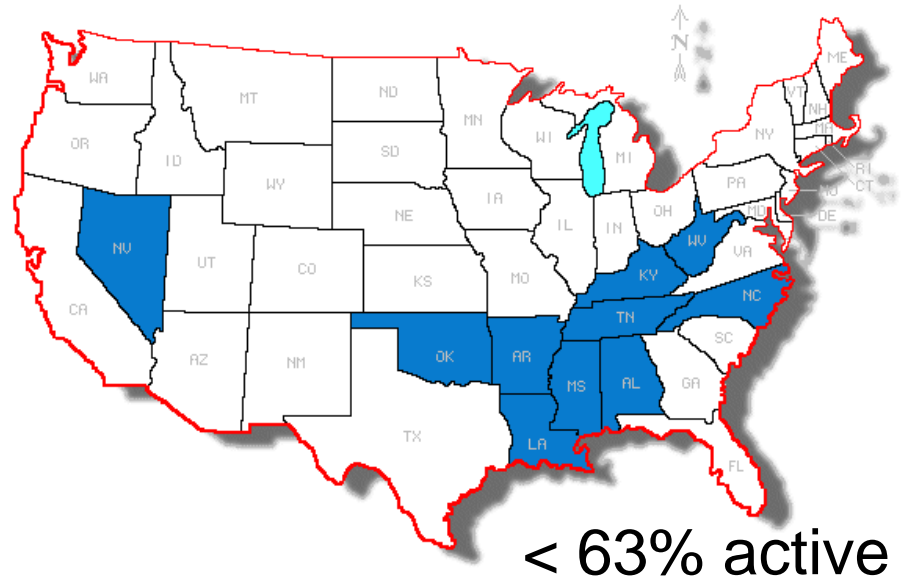 N
WA
MT
ND
MN
ME
VT
NH
OR
ID
SD
WI
MI
NY
MA
WY
RI
CT
IA
PA
NJ
NE
OH
MD
DE
NV
IL
IN
WV
VA
UT
CO
KS
MO
KY
CA
NC
TN
AZ
NM
OK
AR
SC
MS
AL
GA
TX
LA
FL
< 63% active